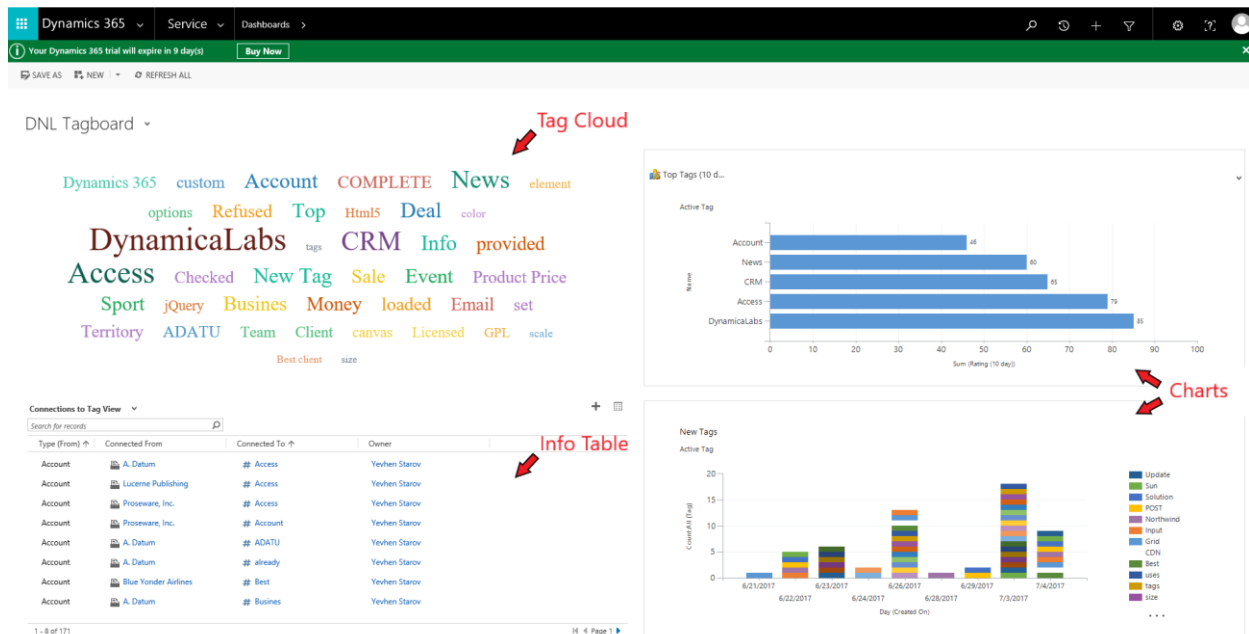 Dynamics 365 Service Dashboards >
Your Dynamics 365 trial will expire in 9 day(s) Buy Now
SAVE AS NEW REFRESH ALL
DNL Tagboard
Tag Cloud
Dynamics 365 custom Account COMPLETE News element
options Refused Top Html5 Deal color
DynamicaLabs tags CRM Info provided
Access Checked New Tag Sale Event Product Price
Sport jQuery Busines Money loaded Email set
Territory ADATU Team Client canvas Licensed GPL scale
Best client size
Top Tags (10 d...
Active Tag
Name
Account 46
News 60
CRM 65
Access 79
DynamicaLabs 85
0 10 20 30 40 50 60 70 80 90 100
Sum (Rating (10 day))
Charts
Connections to Tag View
Search for records
Info Table
Type (From) Connected From Connected To Owner
Account A. Datum # Access Yevhen Starov
Account Lucerne Publishing # Access Yevhen Starov
Account Proseware, Inc. # Access Yevhen Starov
Account Proseware, Inc. # Account Yevhen Starov
Account A. Datum # ADATU Yevhen Starov
Account A. Datum # already Yevhen Starov
Account Blue Yonder Airlines # Best Yevhen Starov
Account A. Datum # Busines Yevhen Starov
1 - 8 of 171 Page 1
New Tags
Active Tag
CountAll (Tag)
20
15
10
5
0
6/21/2017 6/23/2017 6/26/2017 6/29/2017 7/4/2017
6/22/2017 6/24/2017 6/28/2017 7/3/2017
Day (Created On)
Update
Sun
Solution
POST
Northwind
Input
Grid
CDN
Best
uses
tags
size
...